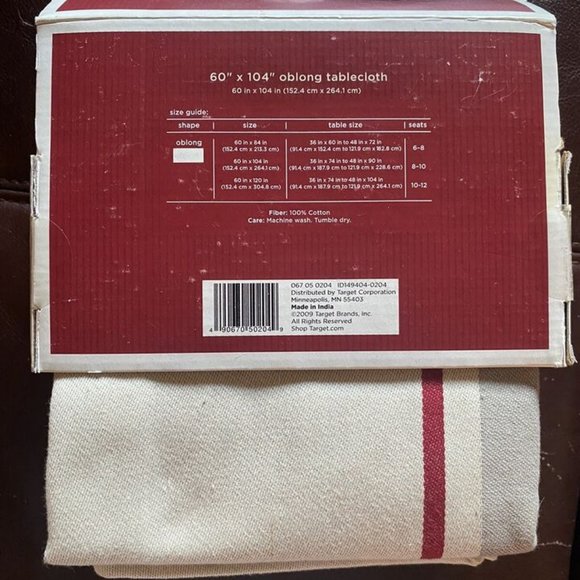 60" x 104" oblong tablecloth
60 in x 104 in (152.4 cm x 264.1 cm)
size guide:
shape size table size seats
oblong 60 in x 84 in 36 in x 60 in to 48 in x 72 in 6-8
(152.4 cm x 213.3 cm) (91.4 cm x 152.4 cm to 121.9 cm x 182.8 cm)
60 in x 104 in 36 in x 74 in to 48 in x 90 in 8-10
(152.4 cm x 264.1 cm) (91.4 cm x 187.9 cm to 121.9 cm x 228.6 cm)
60 in x 120 in 36 in x 74 in to 48 in x 104 in 10-12
(152.4 cm x 304.8 cm) (91.4 cm x 187.9 cm to 121.9 cm x 264.1 cm)
Fiber: 100% Cotton
Care: Machine wash. Tumble dry.
067 05 0204 ID149404-0204
Distributed by Target Corporation
Minneapolis, MN 55403
Made in India
©2009 Target Brands, Inc.
All Rights Reserved
Shop Target.com
4 90670 50204 9